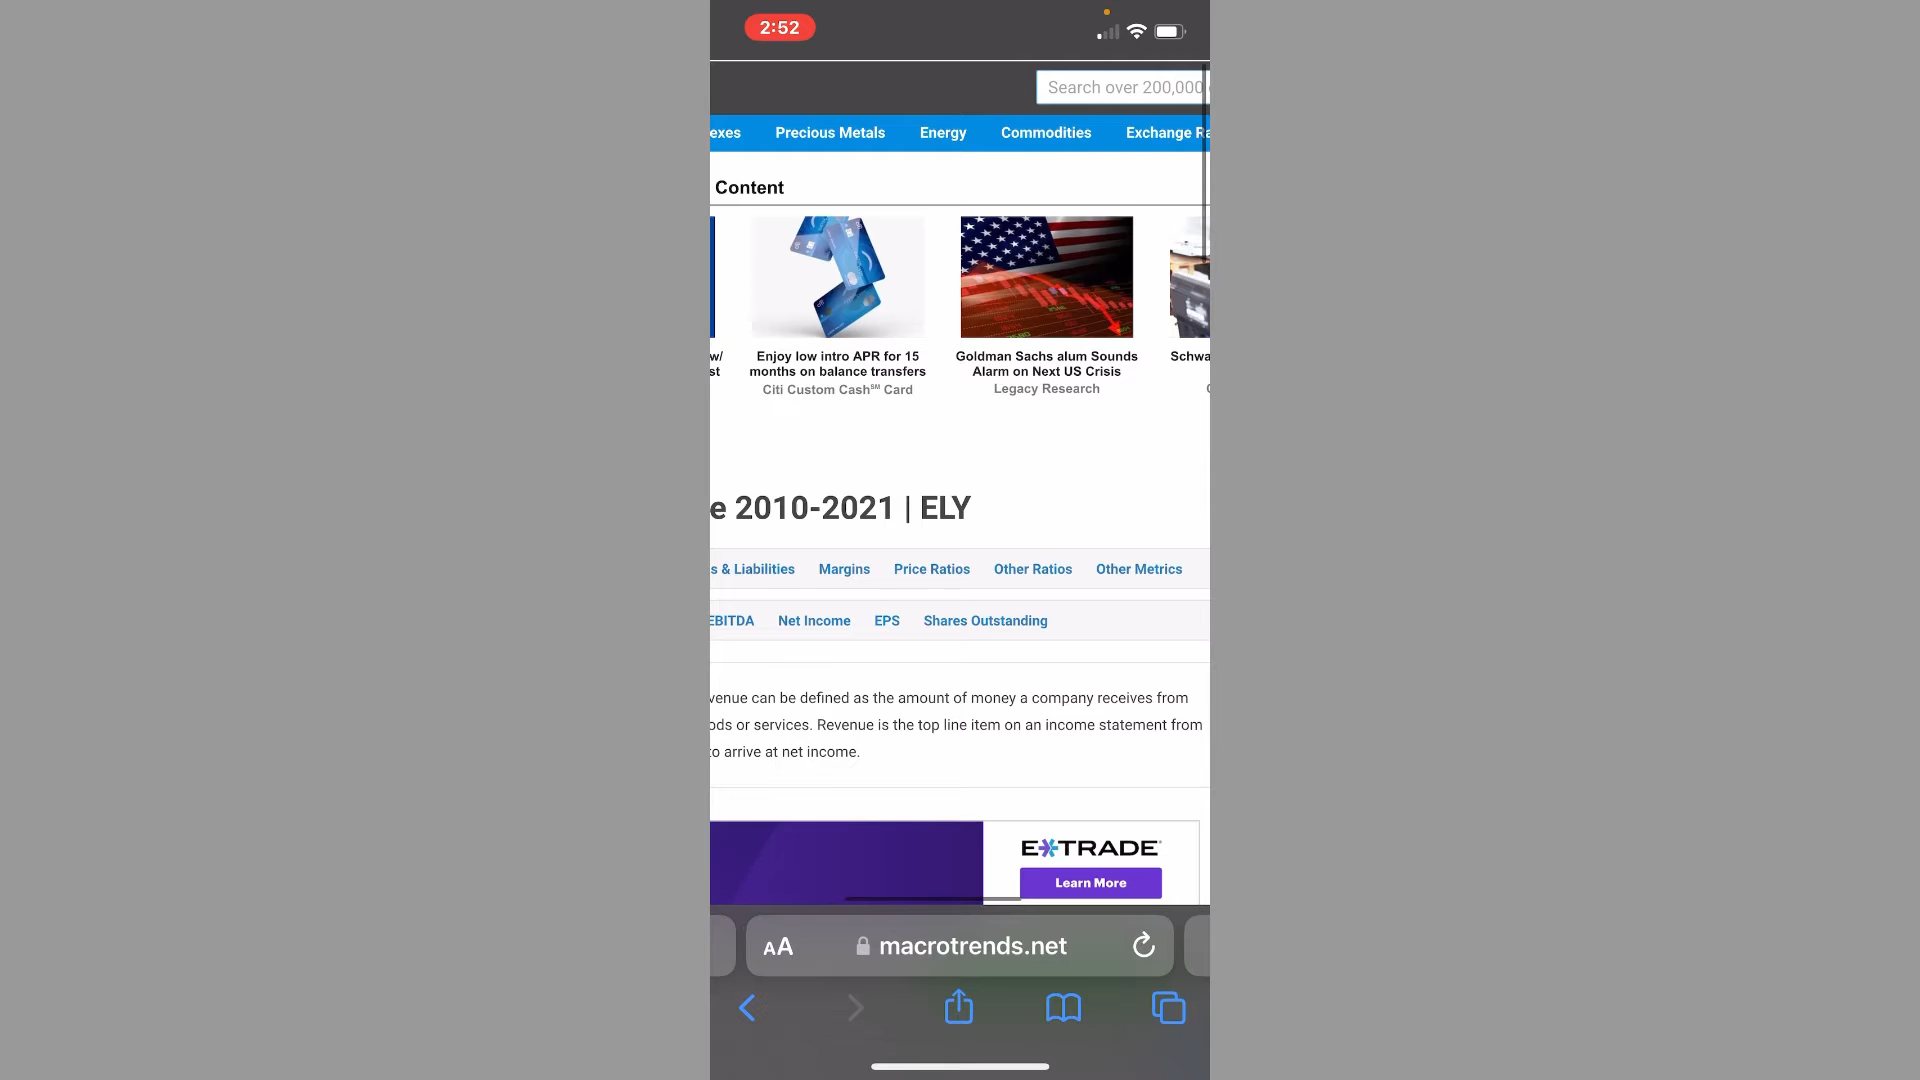 2:52
Search over 200,000
exes Precious Metals Energy Commodities Exchange Ra
Content
w/
st
Enjoy low intro APR for 15
months on balance transfers
Citi Custom Cash℠ Card
Goldman Sachs alum Sounds
Alarm on Next US Crisis
Legacy Research
Schwa
e 2010-2021 | ELY
s & Liabilities Margins Price Ratios Other Ratios Other Metrics
EBITDA Net Income EPS Shares Outstanding
venue can be defined as the amount of money a company receives from
ods or services. Revenue is the top line item on an income statement from
to arrive at net income.
E*TRADE
Learn More
AA macrotrends.net